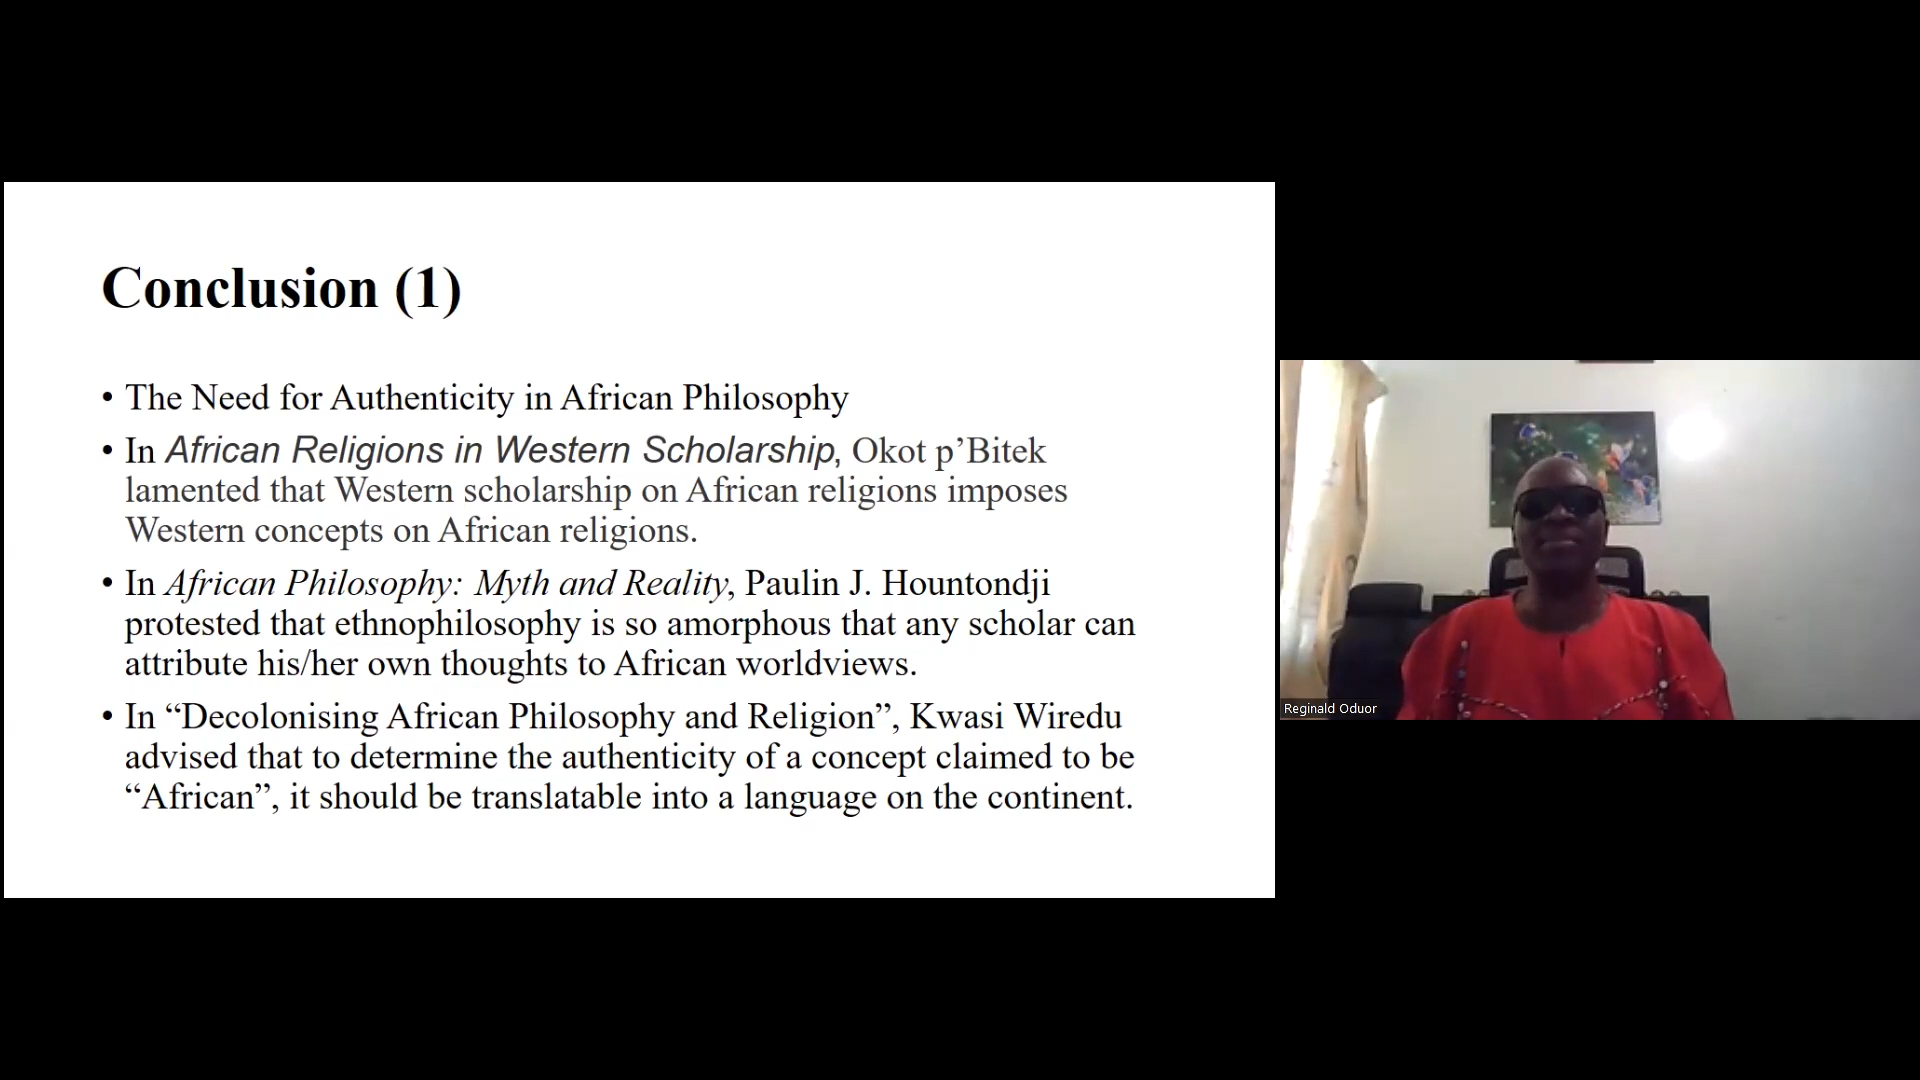 Conclusion (1)
• The Need for Authenticity in African Philosophy
• In African Religions in Western Scholarship, Okot p’Bitek
lamented that Western scholarship on African religions imposes
Western concepts on African religions.
• In African Philosophy: Myth and Reality, Paulin J. Hountondji
protested that ethnophilosophy is so amorphous that any scholar can
attribute his/her own thoughts to African worldviews.
• In “Decolonising African Philosophy and Religion”, Kwasi Wiredu
advised that to determine the authenticity of a concept claimed to be
“African”, it should be translatable into a language on the continent.
Reginald Oduor